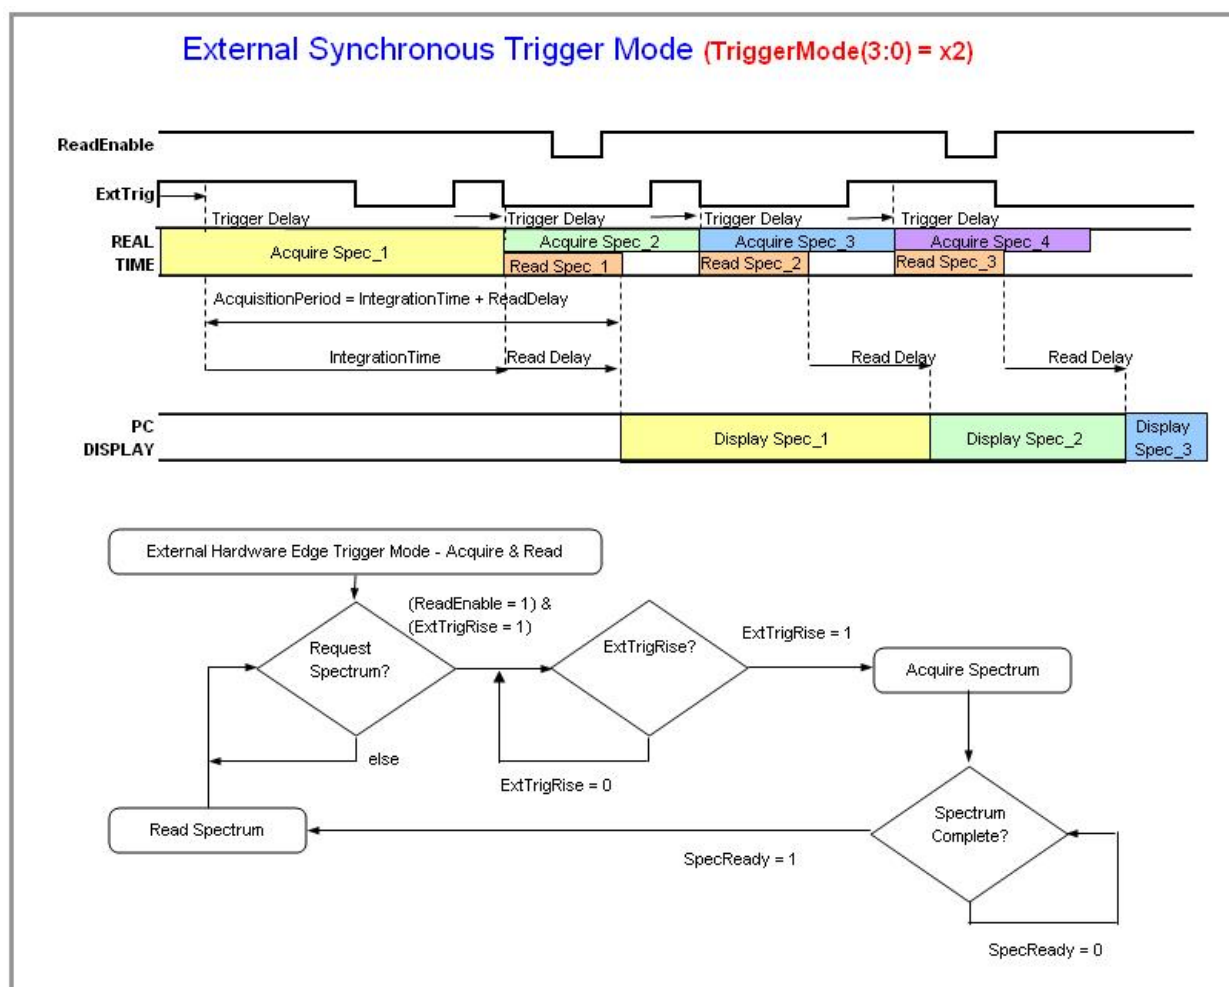 External Synchronous Trigger Mode (TriggerMode(3:0) = x2)
ReadEnable
ExtTrig
Trigger Delay Trigger Delay Trigger Delay Trigger Delay
REAL
TIME
Acquire Spec_1
Acquire Spec_2 Acquire Spec_3 Acquire Spec_4
Read Spec_1 Read Spec_2 Read Spec_3
AcquisitionPeriod = IntegrationTime + ReadDelay
IntegrationTime Read Delay Read Delay Read Delay
PC
DISPLAY
Display Spec_1 Display Spec_2
Display
Spec_3
External Hardware Edge Trigger Mode - Acquire & Read
(ReadEnable = 1) &
(ExtTrigRise = 1)
Request
Spectrum?
ExtTrigRise?
ExtTrigRise = 1
Acquire Spectrum
else
ExtTrigRise = 0
Read Spectrum
Spectrum
Complete?
SpecReady = 1
SpecReady = 0